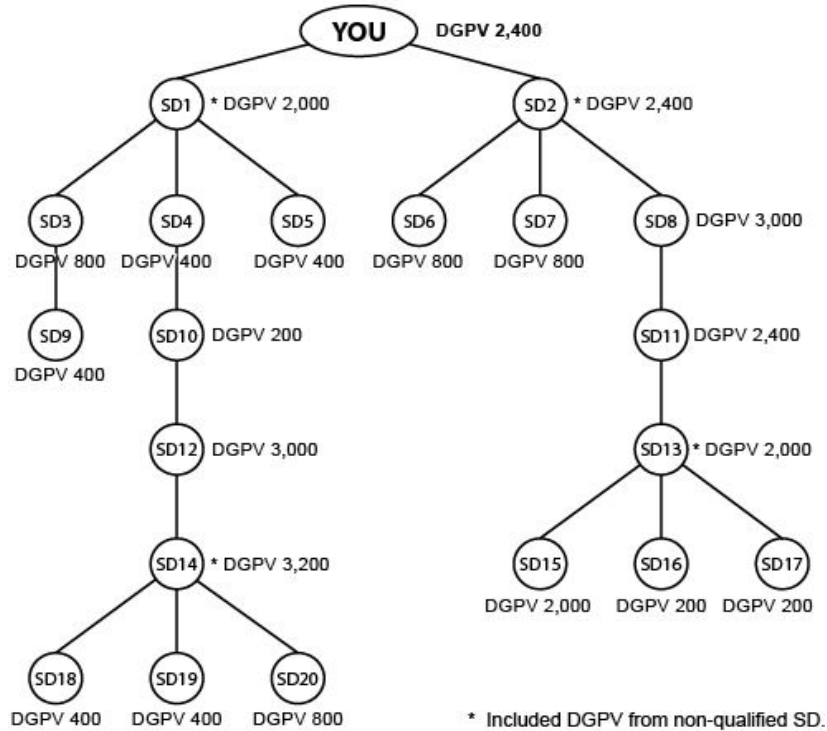 YOU DGPV 2,400
SD1 * DGPV 2,000 SD2 * DGPV 2,400
SD3 SD4 SD5 SD6 SD7 SD8 DGPV 3,000
DGPV 800 DGPV 400 DGPV 400 DGPV 800 DGPV 800
SD9 SD10 DGPV 200 SD11 DGPV 2,400
DGPV 400
SD12 DGPV 3,000 SD13 * DGPV 2,000
SD14 * DGPV 3,200 SD15 SD16 SD17
DGPV 2,000 DGPV 200 DGPV 200
SD18 SD19 SD20
DGPV 400 DGPV 400 DGPV 800 * Included DGPV from non-qualified SD.